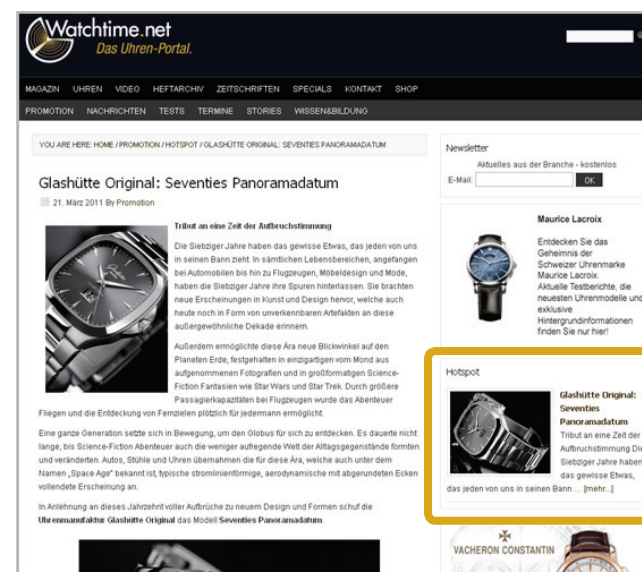 Watchtime.net
Das Uhren-Portal.
MAGAZIN UHREN VIDEO HEFTARCHIV ZEITSCHRIFTEN SPECIALS KONTAKT SHOP
PROMOTION NACHRICHTEN TESTS TERMINE STORIES WISSEN&BILDUNG
YOU ARE HERE: HOME / PROMOTION / HOTSPOT / GLASHÜTTE ORIGINAL: SEVENTIES PANORAMADATUM
Glashütte Original: Seventies Panoramadatum
21. März 2011 By Promotion
Tribut an eine Zeit der Aufbruchstimmung
Die Siebziger Jahre haben das gewisse Etwas, das jeden von uns
in seinen Bann zieht. In sämtlichen Lebensbereichen, angefangen
bei Automobilen bis hin zu Flugzeugen, Möbeldesign und Mode,
haben die Siebziger Jahre ihre Spuren hinterlassen. Sie brachten
neue Erscheinungen in Kunst und Design hervor, welche auch
heute noch in Form von unverkennbaren Artefakten an diese
außergewöhnliche Dekade erinnern.
Außerdem ermöglichte diese Ära neue Blickwinkel auf den
Planeten Erde, festgehalten in einzigartigen vom Mond aus
aufgenommenen Fotografien und in großformatigen Science-
Fiction Fantasien wie Star Wars und Star Trek. Durch größere
Passagierkapazitäten bei Flugzeugen wurde das Abenteuer
Fliegen und die Entdeckung von Fernzielen plötzlich für jedermann ermöglicht.
Eine ganze Generation setzte sich in Bewegung, um den Globus für sich zu entdecken. Es dauerte nicht
lange, bis Science-Fiction Abenteuer auch die weniger aufregende Welt der Alltagsgegenstände formten
und veränderten. Autos, Stühle und Uhren übernahmen die für diese Ära, welche auch unter dem
Namen „Space Age" bekannt ist, typische stromlinienförmige, aerodynamische mit abgerundeten Ecken
vollendete Erscheinung an.
In Anlehnung an dieses Jahrzehnt voller Aufbrüche zu neuem Design und Formen schuf die
Uhrenmanufaktur Glashütte Original das Modell Seventies Panoramadatum.
Newsletter
Aktuelles aus der Branche - kostenlos
E-Mail: OK
Maurice Lacroix
Entdecken Sie das
Geheimnis der
Schweizer Uhrenmarke
Maurice Lacroix.
Aktuelle Testberichte, die
neuesten Uhrenmodelle und
exklusive
Hintergrundinformationen
finden Sie nur hier!
Hotspot
Glashütte Original:
Seventies
Panoramadatum
Tribut an eine Zeit der
Aufbruchstimmung Die
Siebziger Jahre haben
das gewisse Etwas,
das jeden von uns in seinen Bann ... [mehr...]
VACHERON CONSTANTIN